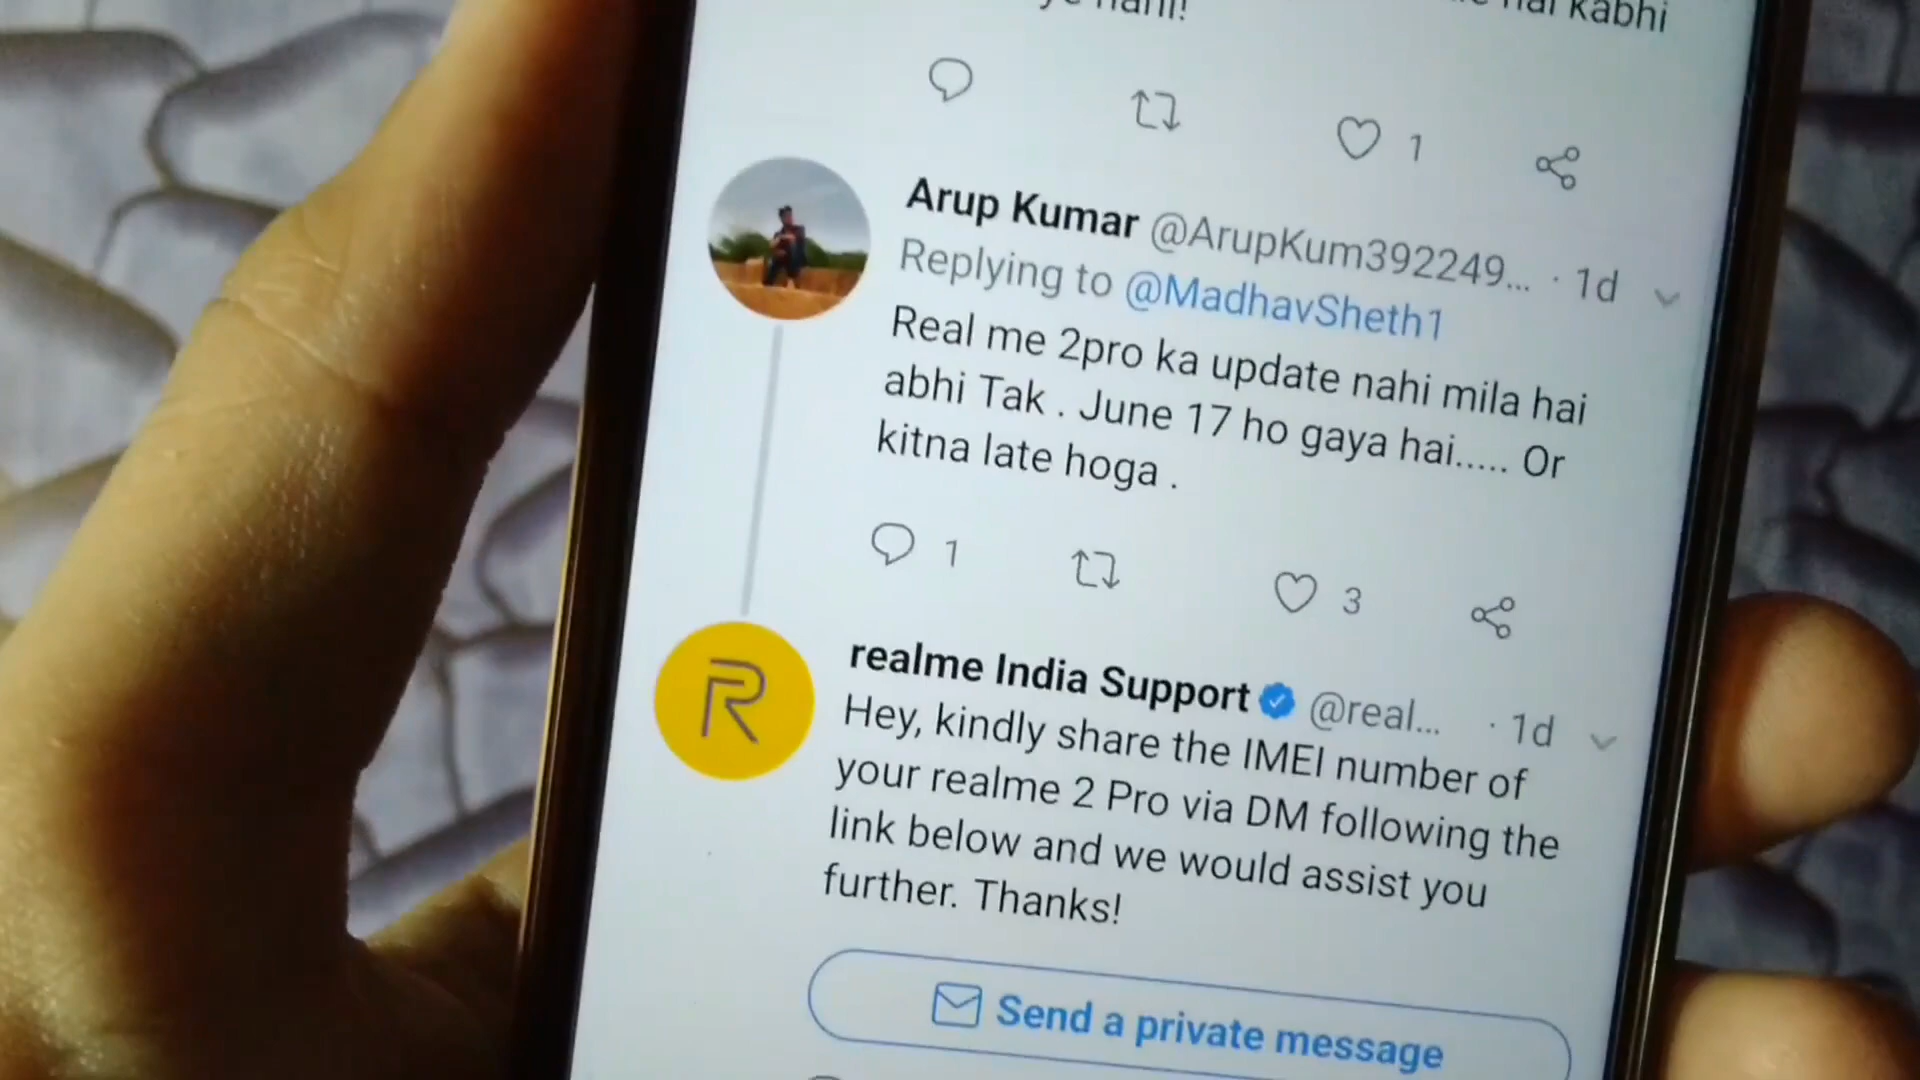 hai kabhi
nahi!
1
Arup Kumar @ArupKum392249... · 1d
Replying to @MadhavSheth1
Real me 2pro ka update nahi mila hai
abhi Tak . June 17 ho gaya hai..... Or
kitna late hoga .
1 3
realme India Support @real... · 1d
Hey, kindly share the IMEI number of
your realme 2 Pro via DM following the
link below and we would assist you
further. Thanks!
Send a private message